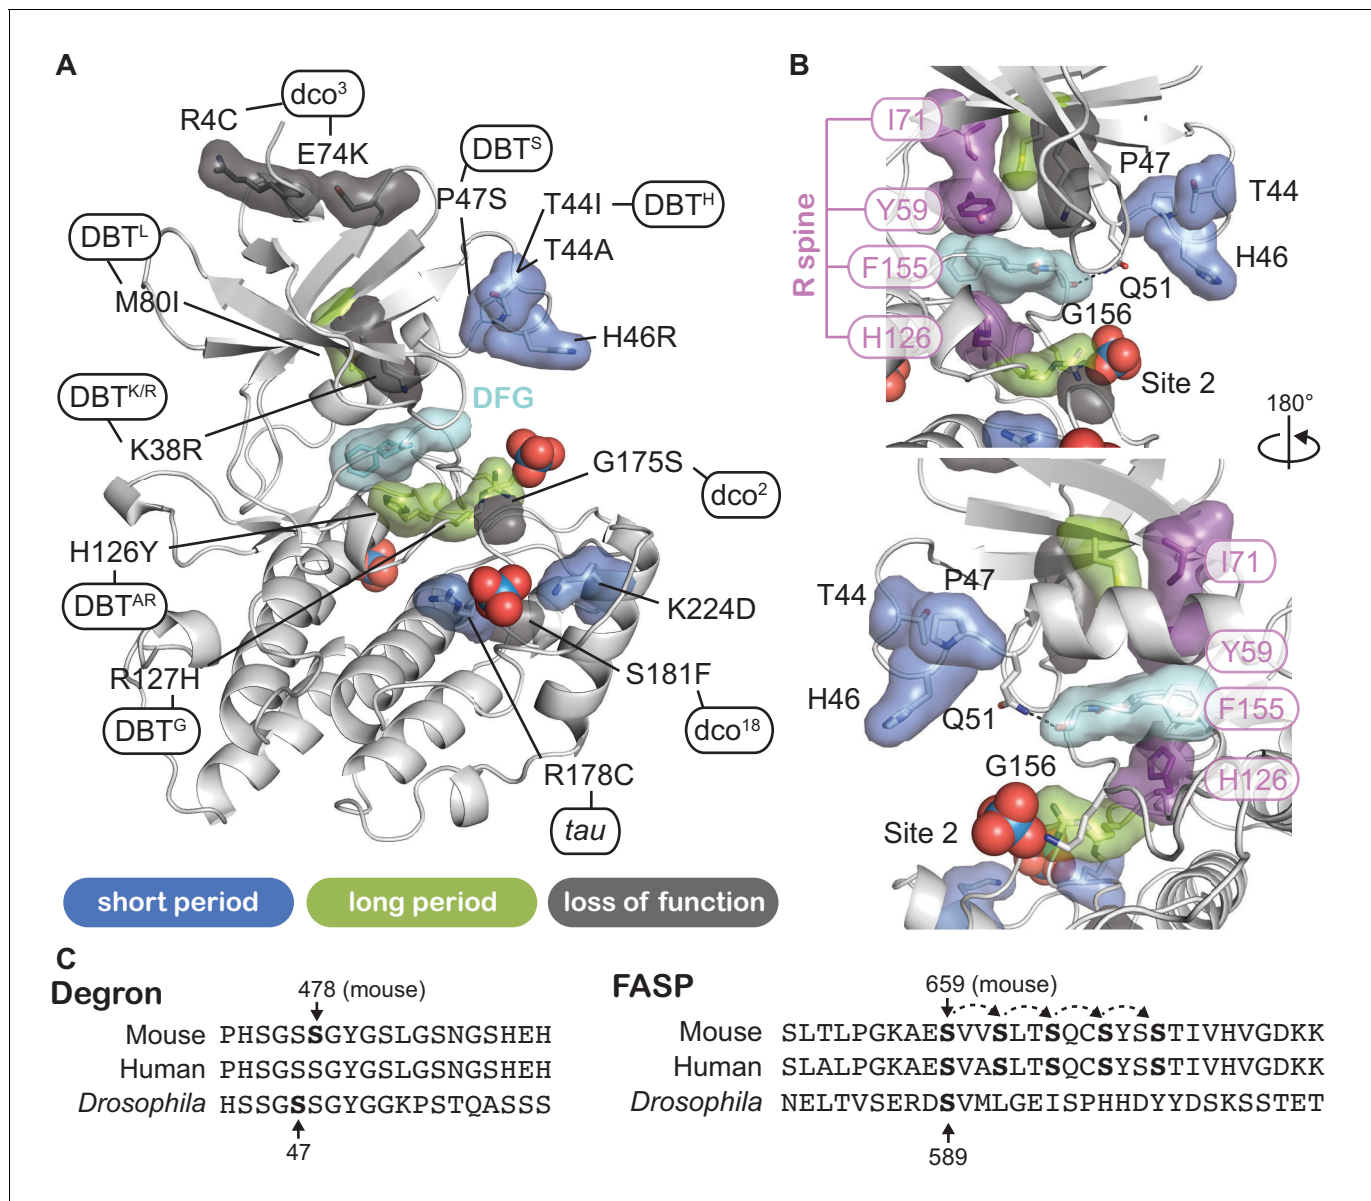 A
dco3
R4C
E74K
DBTS
P47S
T44I
DBTH
T44A
DBTL
M80I
H46R
DBTK/R
K38R
DFG
G175S
dco2
H126Y
DBTAR
K224D
R127H
DBTG
S181F
dco18
R178C
tau
short period
long period
loss of function
B
R spine
I71
Y59
F155
H126
P47
T44
H46
Q51
G156
Site 2
180°
T44
P47
H46
Q51
G156
Site 2
I71
Y59
F155
H126
C
Degron
478 (mouse)
Mouse PHSGSSGYGSLGSNGSHEH
Human PHSGSSGYGSLGSNGSHEH
Drosophila HSSGSSGYGGKPSTQASSS
47
FASP
659 (mouse)
Mouse SLTLPGKAESVVSLTSQCSYSSTIVHVGDKK
Human SLALPGKAESVASLTSQCSYSSTIVHVGDKK
Drosophila NELTVSERDSVMLGEISPHHDYYDSKSSTET
589